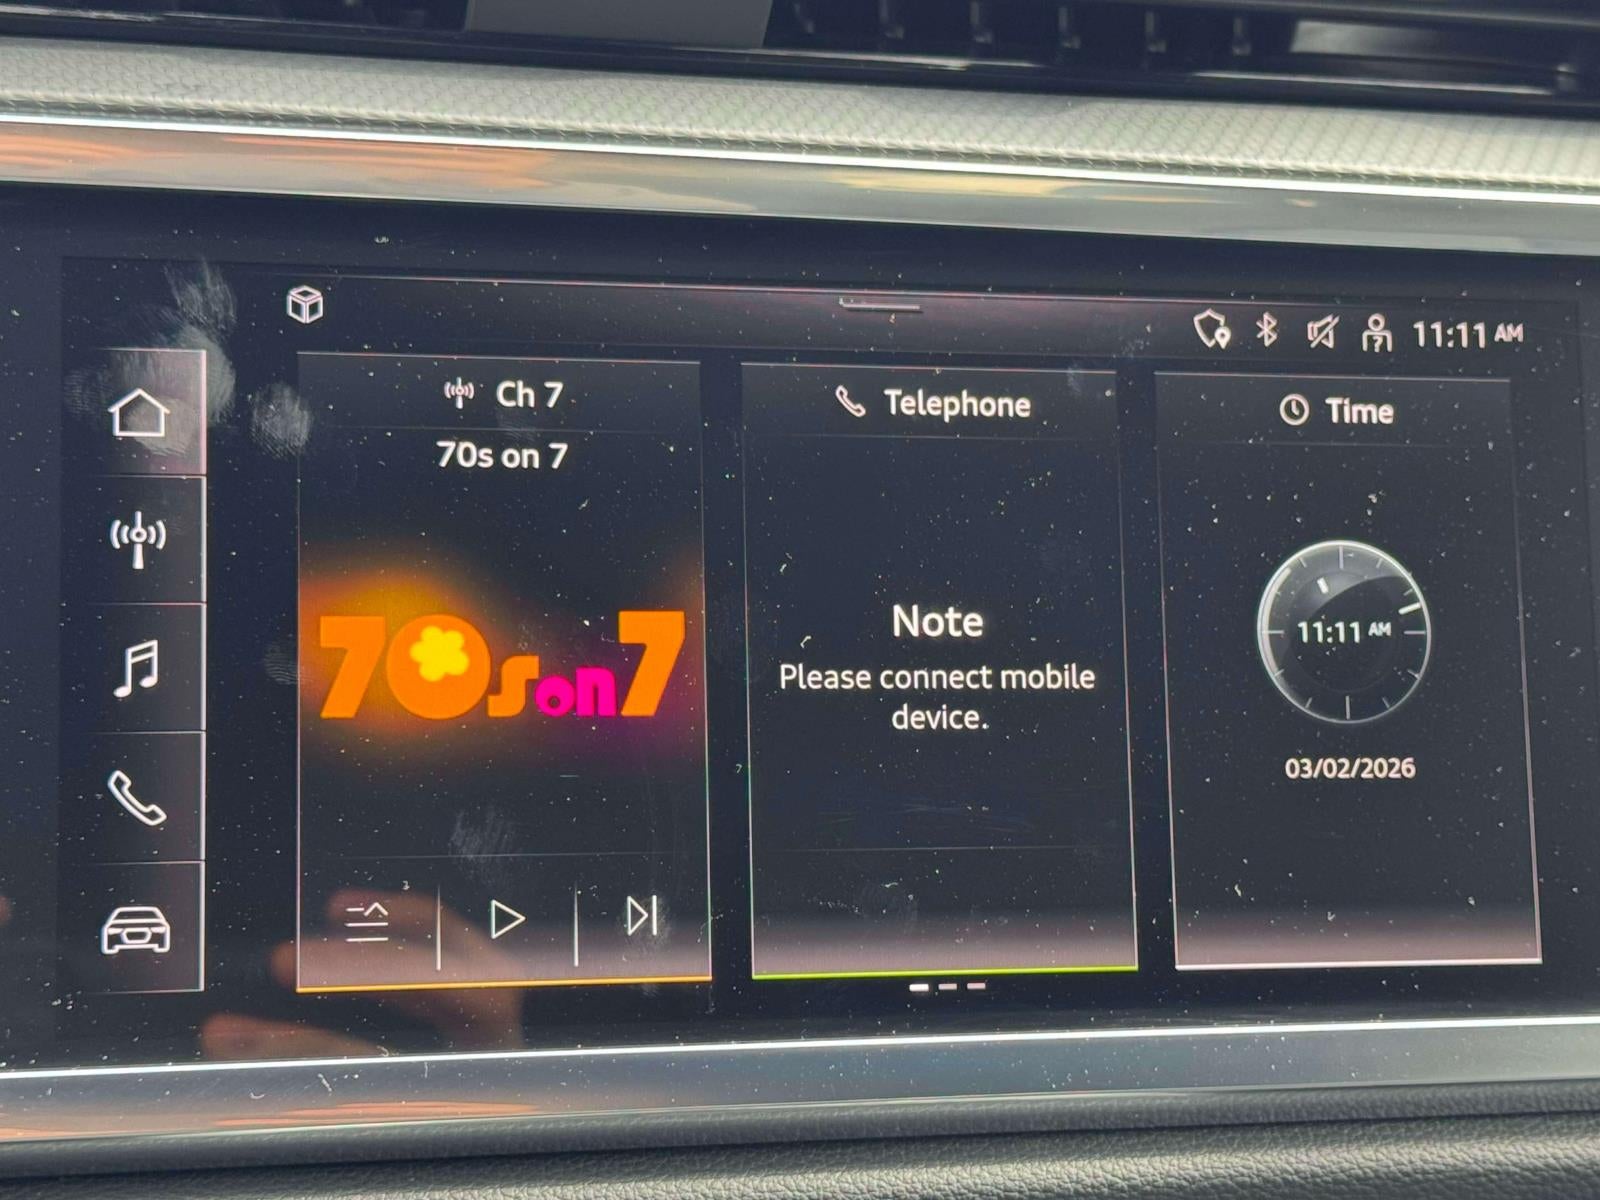 11:11 AM
Ch 7
70s on 7
70s on 7
Telephone
Note
Please connect mobile
device.
Time
11:11 AM
03/02/2026